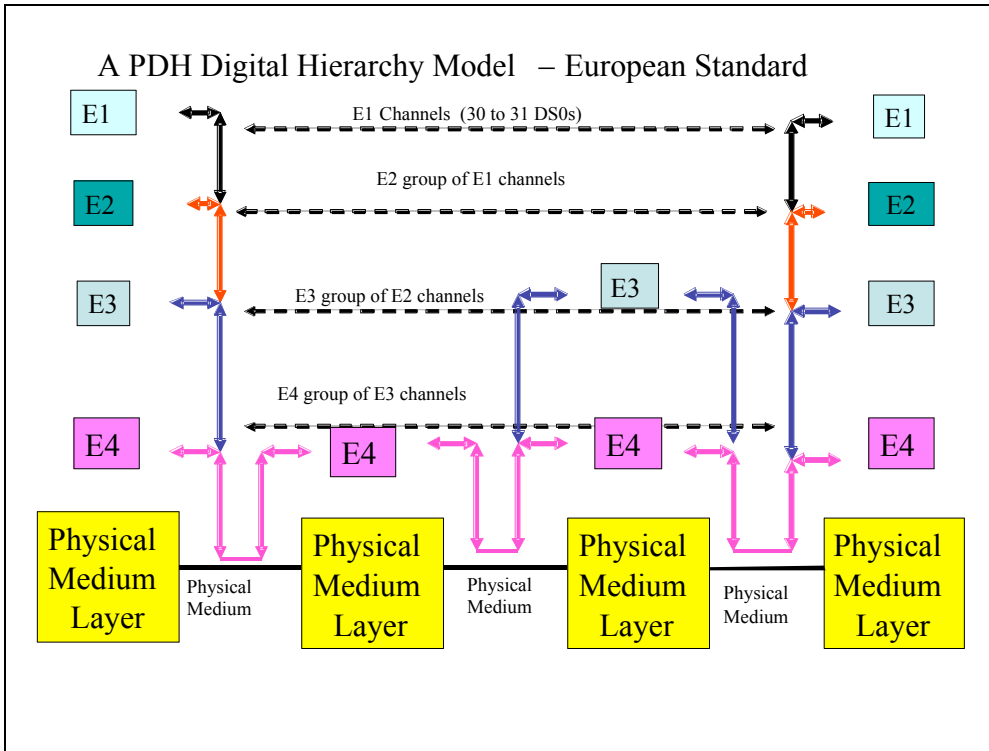 A PDH Digital Hierarchy Model – European Standard
E1
E1 Channels (30 to 31 DS0s)
E1
E2
E2 group of E1 channels
E2
E3
E3 group of E2 channels
E3
E3
E4 group of E3 channels
E4
E4
E4
E4
Physical
Medium
Layer
Physical
Medium
Physical
Medium
Layer
Physical
Medium
Physical
Medium
Layer
Physical
Medium
Physical
Medium
Layer